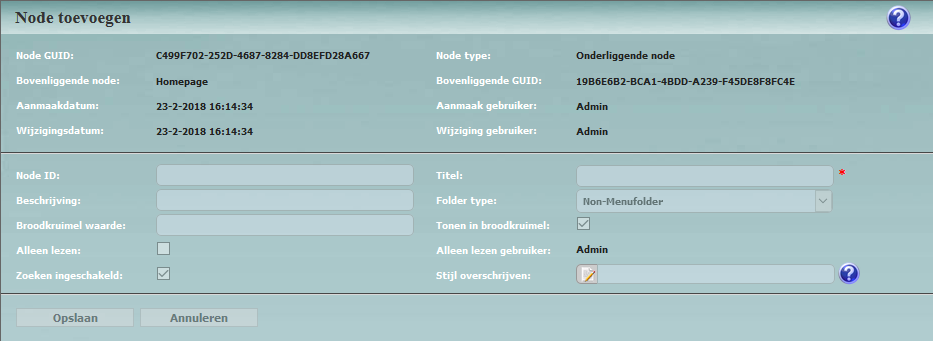 Node toevoegen
Node GUID: C499F702-252D-4687-8284-DD8EFD28A667 Node type: Onderliggende node
Bovenliggende node: Homepage Bovenliggende GUID: 19B6E6B2-BCA1-4BDD-A239-F45DE8F8FC4E
Aanmaakdatum: 23-2-2018 16:14:34 Aanmaak gebruiker: Admin
Wijzigingsdatum: 23-2-2018 16:14:34 Wijziging gebruiker: Admin
Node ID: Titel: *
Beschrijving: Folder type: Non-Menufolder
Broodkruimel waarde: Tonen in broodkruimel:
Alleen lezen: Alleen lezen gebruiker: Admin
Zoeken ingeschakeld: Stijl overschrijven: ?
Opslaan Annuleren